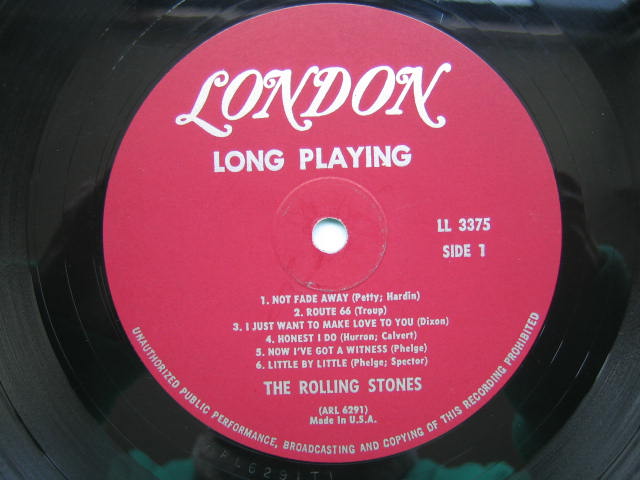 LONDON
LONG PLAYING
LL 3375
SIDE 1
1. NOT FADE AWAY (Petty; Hardin)
2. ROUTE 66 (Troup)
3. I JUST WANT TO MAKE LOVE TO YOU (Dixon)
4. HONEST I DO (Hurron; Calvert)
5. NOW I'VE GOT A WITNESS (Phelge)
6. LITTLE BY LITTLE (Phelge; Spector)
THE ROLLING STONES
(ARL 6291)
Made in U.S.A.
UNAUTHORIZED PUBLIC PERFORMANCE, BROADCASTING AND COPYING OF THIS RECORDING PROHIBITED